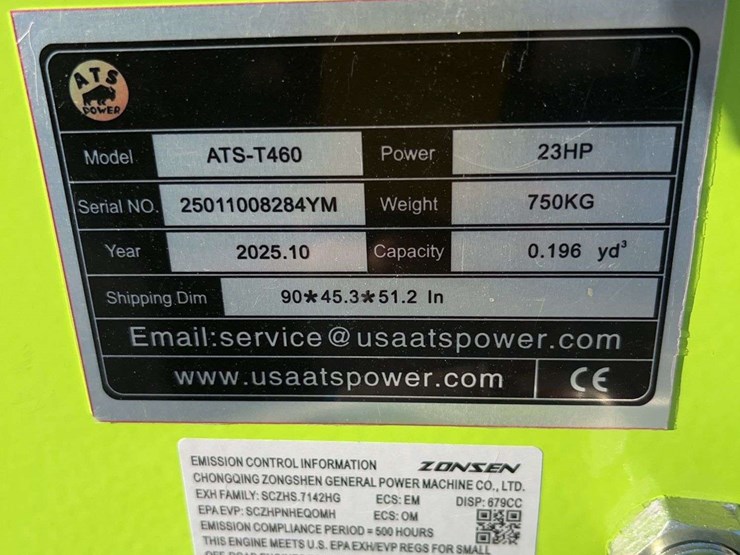 ATS
POWER
Model ATS-T460 Power 23HP
Serial NO. 25011008284YM Weight 750KG
Year 2025.10 Capacity 0.196 yd³
Shipping Dim 90*45.3*51.2 In
Email:service@usaatspower.com
www.usaatspower.com CE
EMISSION CONTROL INFORMATION ZONSEN
CHONGQING ZONGSHEN GENERAL POWER MACHINE CO., LTD.
EXH FAMILY: SCZHS.7142HG ECS: EM DISP: 679CC
EPA EVP: SCZHPNHEQOMH ECS: OM
EMISSION COMPLIANCE PERIOD = 500 HOURS
THIS ENGINE MEETS U.S. EPA EXH/EVP REGS FOR SMALL